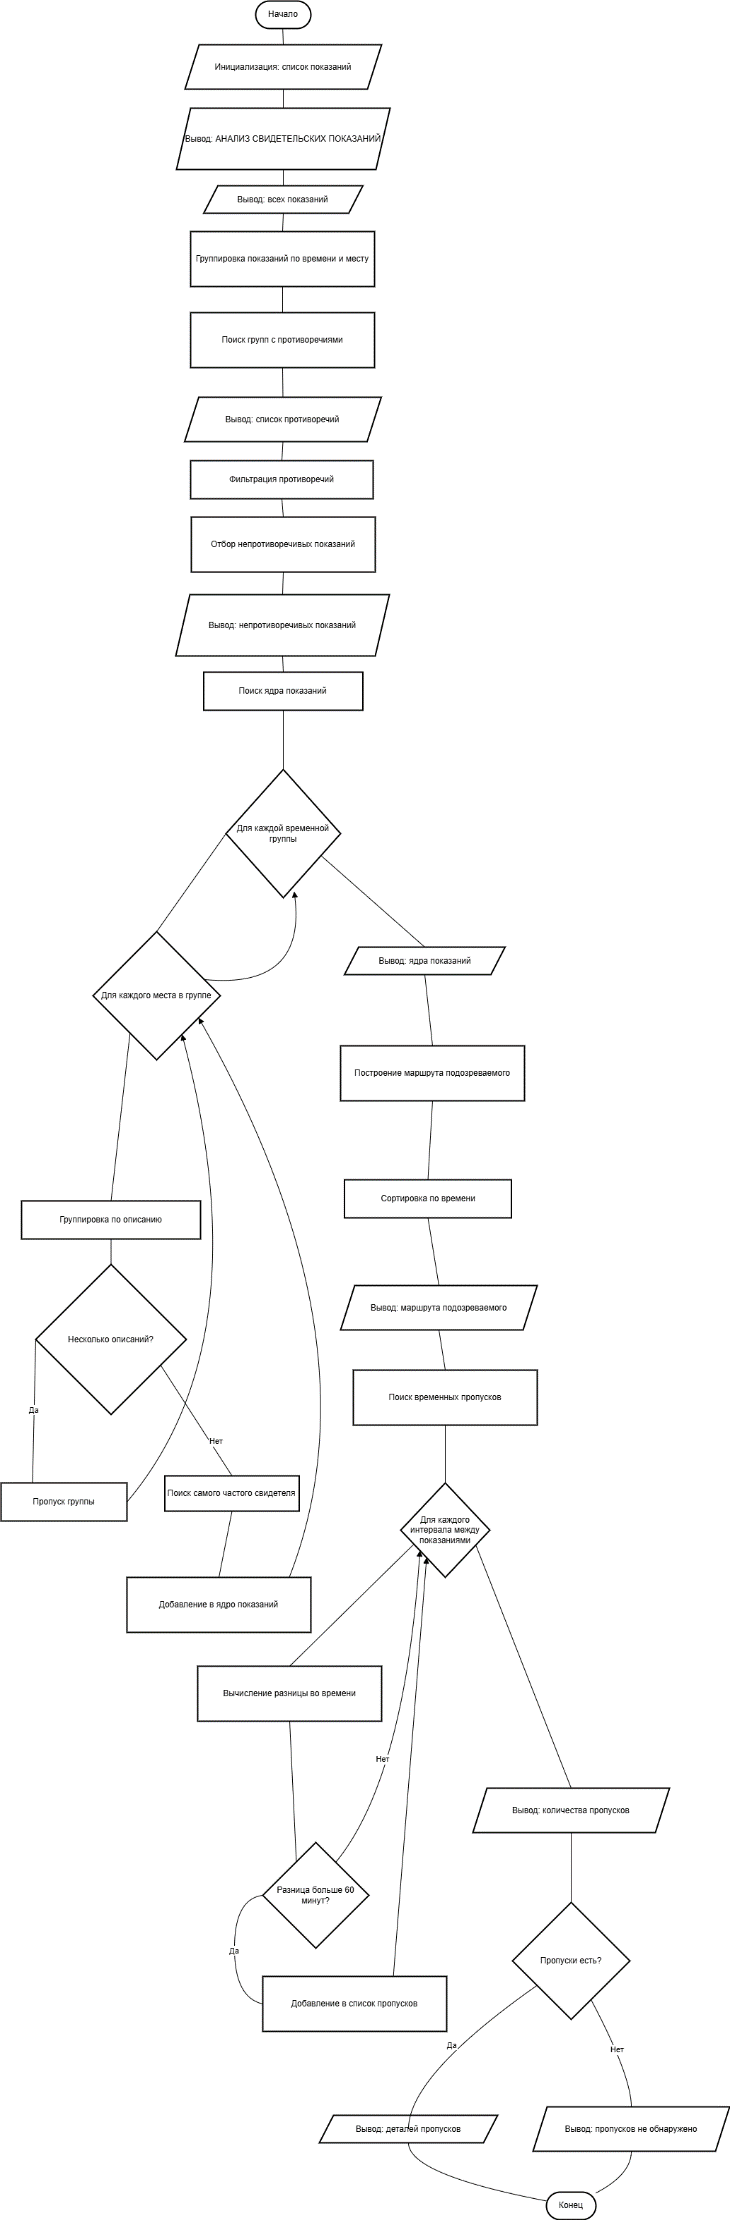 Начало
Инициализация: список показаний
Вывод: АНАЛИЗ СВИДЕТЕЛЬСКИХ ПОКАЗАНИЙ
Вывод: всех показаний
Группировка показаний по времени и месту
Поиск групп с противоречиями
Вывод: список противоречий
Фильтрация противоречий
Отбор непротиворечивых показаний
Вывод: непротиворечивых показаний
Поиск ядра показаний
Для каждой временной
группы
Вывод: ядра показаний
Для каждого места в группе
Построение маршрута подозреваемого
Сортировка по времени
Группировка по описанию
Вывод: маршрута подозреваемого
Несколько описаний?
Поиск временных пропусков
Да
Нет
Поиск самого частого свидетеля
Пропуск группы
Для каждого
интервала между
показаниями
Добавление в ядро показаний
Вычисление разницы во времени
Нет
Вывод: количества пропусков
Разница больше 60
минут?
Да
Пропуски есть?
Добавление в список пропусков
Да
Нет
Вывод: деталей пропусков
Вывод: пропусков не обнаружено
Конец